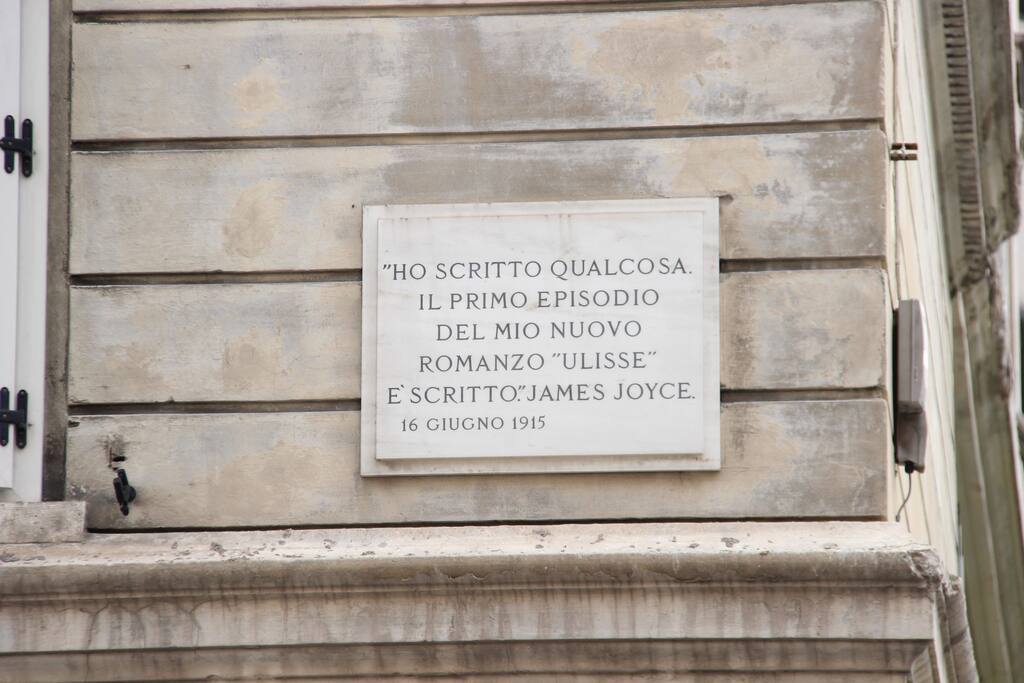 "HO SCRITTO QUALCOSA.
IL PRIMO EPISODIO
DEL MIO NUOVO
ROMANZO "ULISSE"
E` SCRITTO."JAMES JOYCE.
16 GIUGNO 1915